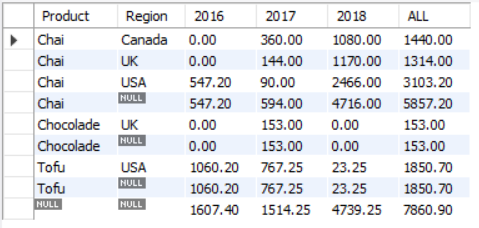 Product Region 2016 2017 2018 ALL
Chai Canada 0.00 360.00 1080.00 1440.00
Chai UK 0.00 144.00 1170.00 1314.00
Chai USA 547.20 90.00 2466.00 3103.20
Chai NULL 547.20 594.00 4716.00 5857.20
Chocolade UK 0.00 153.00 0.00 153.00
Chocolade NULL 0.00 153.00 0.00 153.00
Tofu USA 1060.20 767.25 23.25 1850.70
Tofu NULL 1060.20 767.25 23.25 1850.70
NULL NULL 1607.40 1514.25 4739.25 7860.90